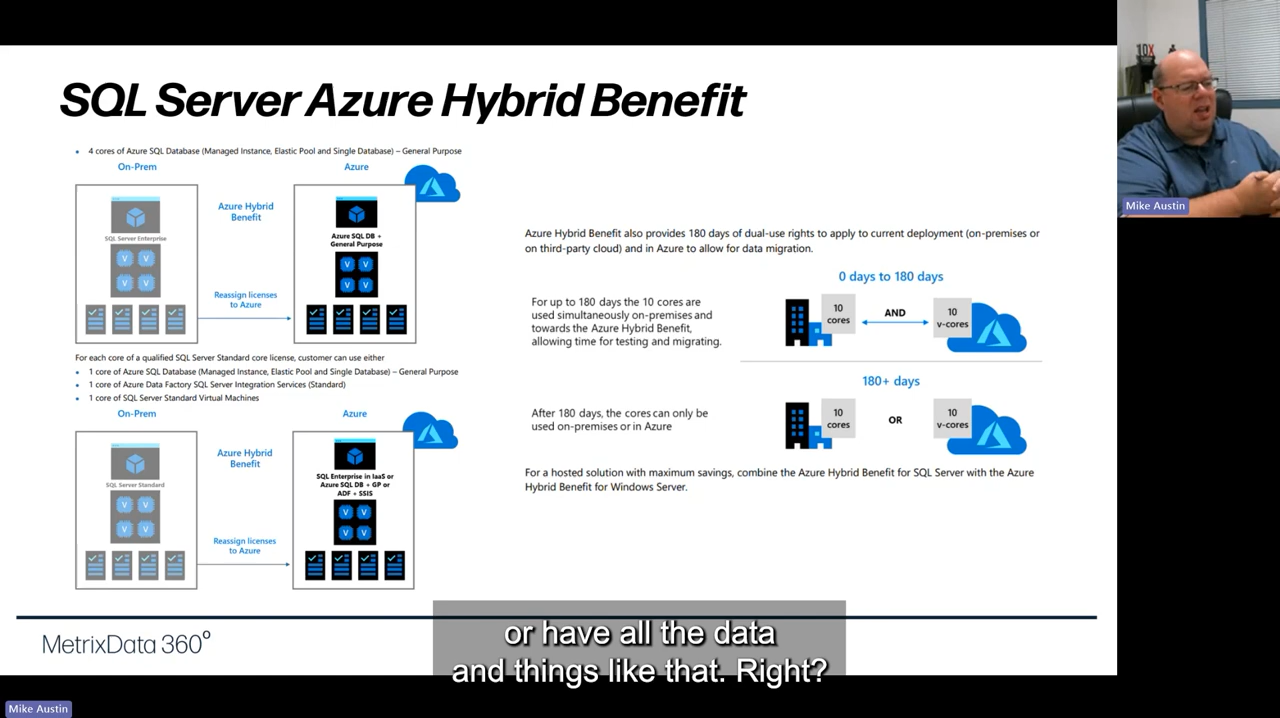 SQL Server Azure Hybrid Benefit
• 4 cores of Azure SQL Database (Managed Instance, Elastic Pool and Single Database) – General Purpose
On-Prem
Azure
Azure Hybrid
Benefit
SQL Server Enterprise
V V
V V
Azure SQL DB +
General Purpose
V V
V V
Reassign licenses
to Azure
For each core of a qualified SQL Server Standard core license, customer can use either
• 1 core of Azure SQL Database (Managed Instance, Elastic Pool and Single Database) – General Purpose
• 1 core of Azure Data Factory SQL Server Integration Services (Standard)
• 1 core of SQL Server Standard Virtual Machines
On-Prem
Azure
Azure Hybrid
Benefit
SQL Server Standard
V V
V V
SQL Enterprise in IaaS or
Azure SQL DB + GP or
ADF + SSIS
V V
V V
Reassign licenses
to Azure
Azure Hybrid Benefit also provides 180 days of dual-use rights to apply to current deployment (on-premises or
on third-party cloud) and in Azure to allow for data migration.
0 days to 180 days
For up to 180 days the 10 cores are
used simultaneously on-premises and
towards the Azure Hybrid Benefit,
allowing time for testing and migrating.
10
cores
AND
10
v-cores
180+ days
After 180 days, the cores can only be
used on-premises or in Azure
10
cores
OR
10
v-cores
For a hosted solution with maximum savings, combine the Azure Hybrid Benefit for SQL Server with the Azure
Hybrid Benefit for Windows Server.
MetrixData 360°
or have all the data
and things like that. Right?
10X
Mike Austin
Mike Austin